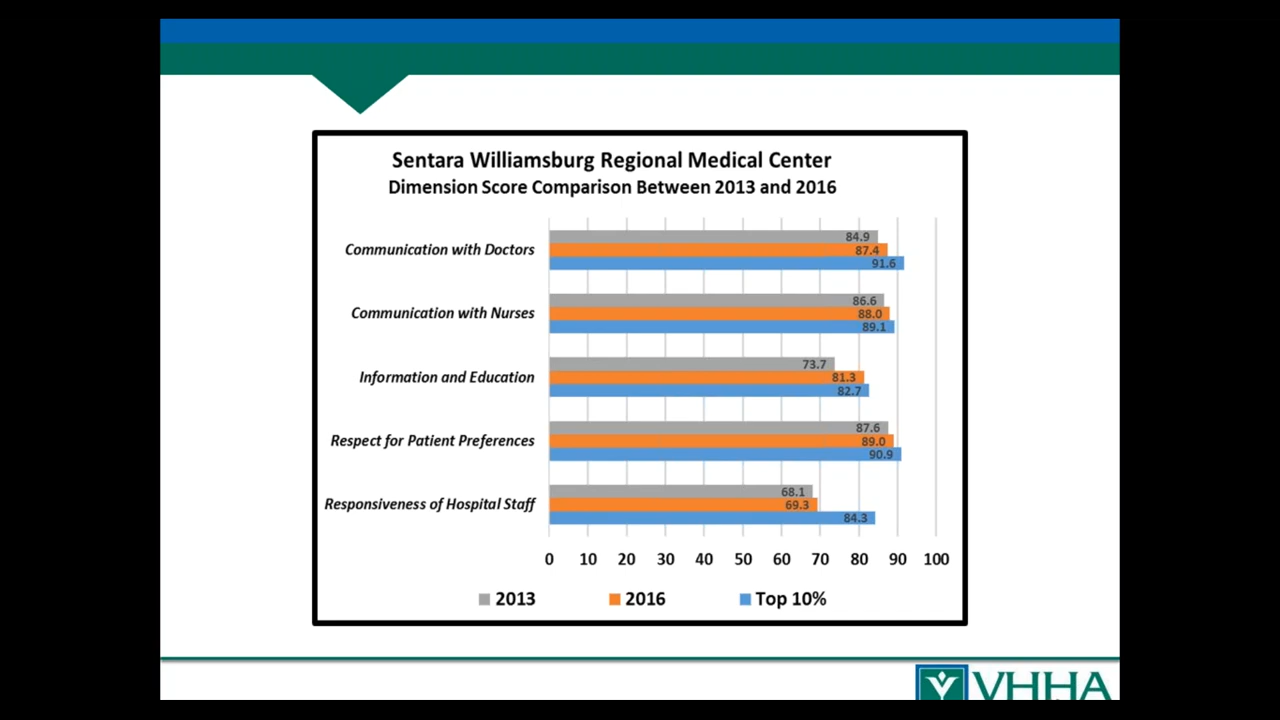 Sentara Williamsburg Regional Medical Center
Dimension Score Comparison Between 2013 and 2016
Communication with Doctors
84.9
87.4
91.6
Communication with Nurses
86.6
88.0
89.1
Information and Education
73.7
81.3
82.7
Respect for Patient Preferences
87.6
89.0
90.9
Responsiveness of Hospital Staff
68.1
69.3
84.3
0 10 20 30 40 50 60 70 80 90 100
2013 2016 Top 10%
VHHA